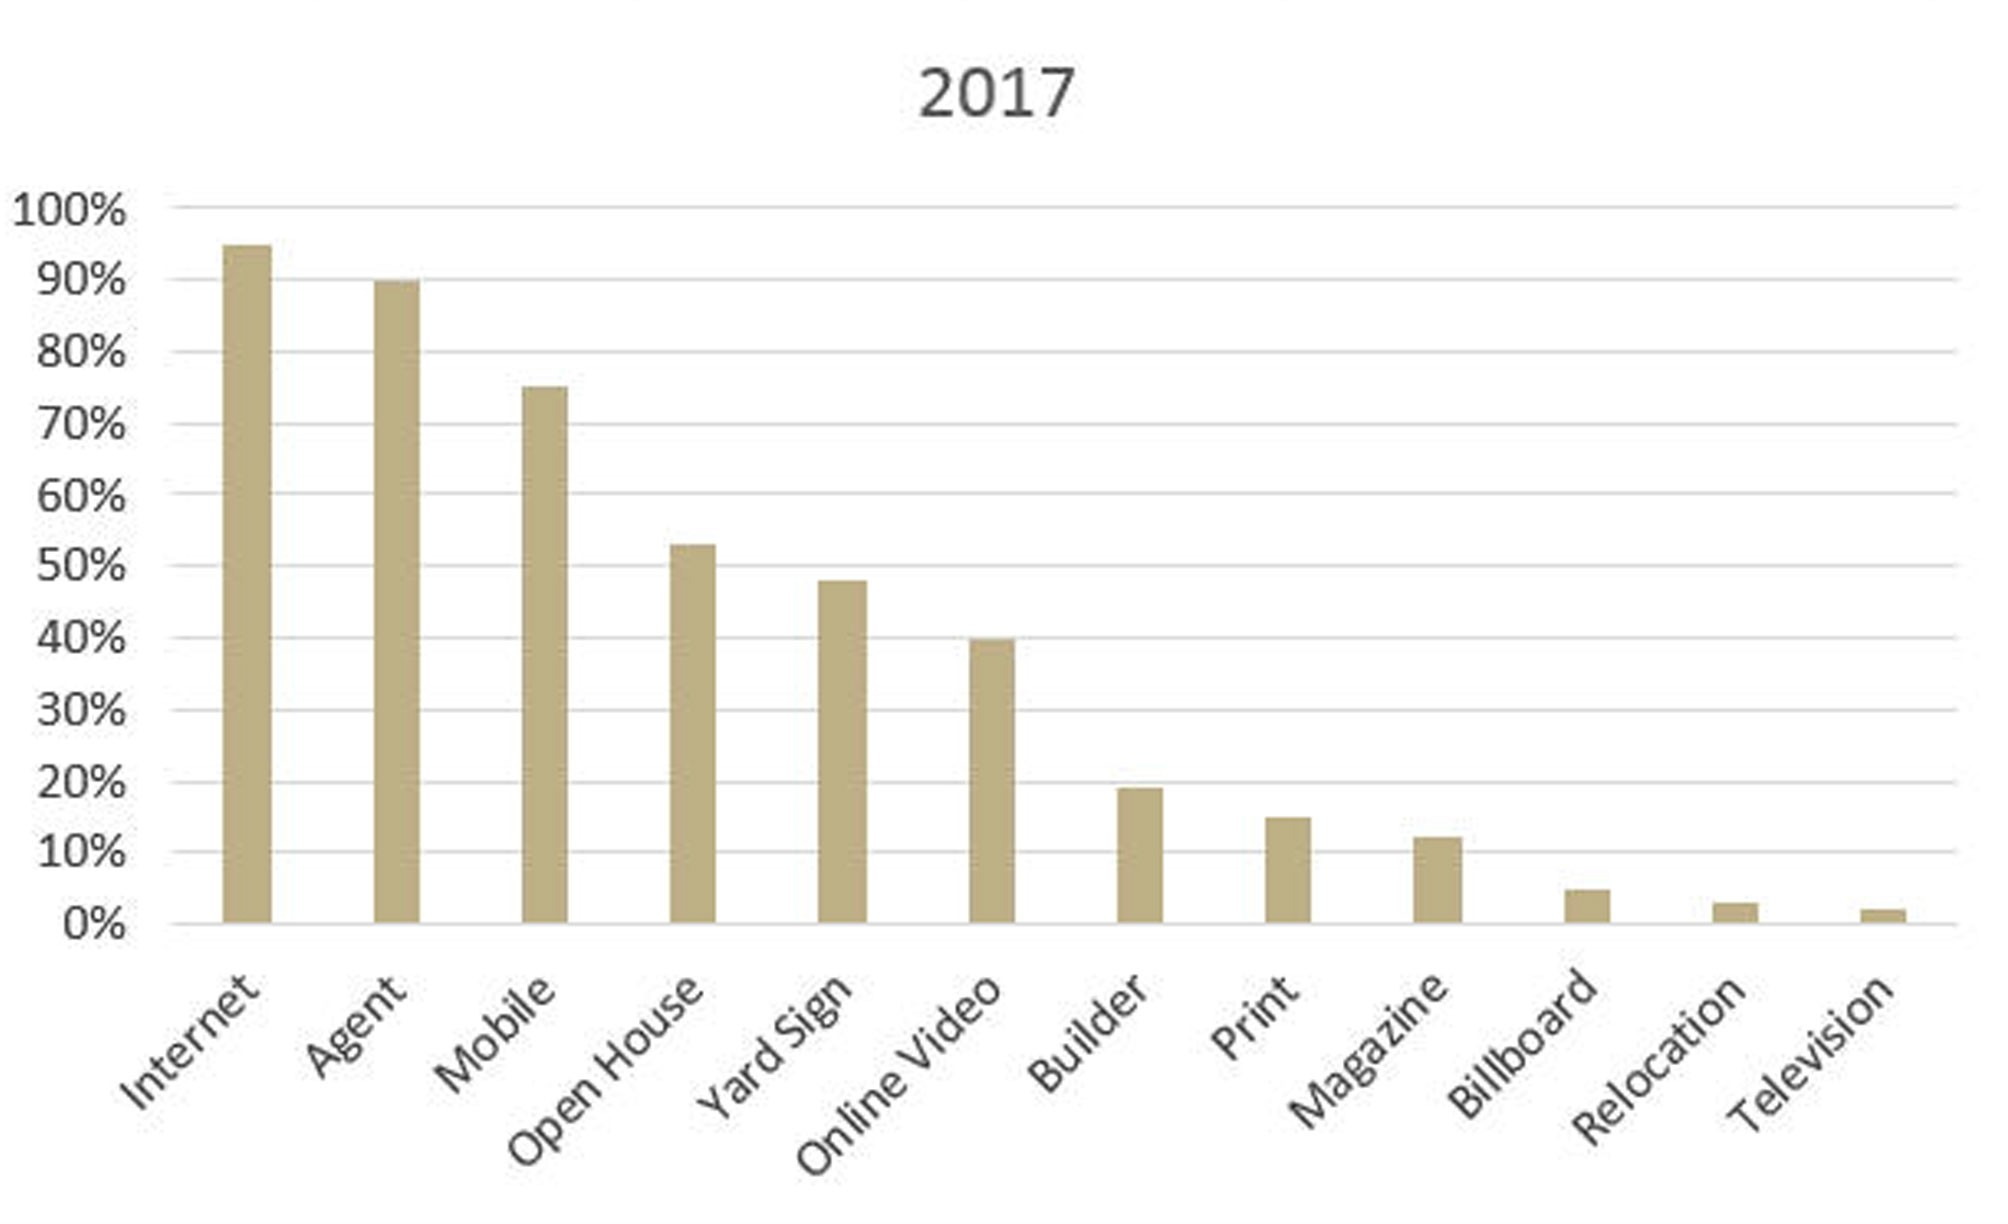 2017
100%
90%
80%
70%
60%
50%
40%
30%
20%
10%
0%
Internet
Agent
Mobile
Open House
Yard Sign
Online Video
Builder
Print
Magazine
Billboard
Relocation
Television